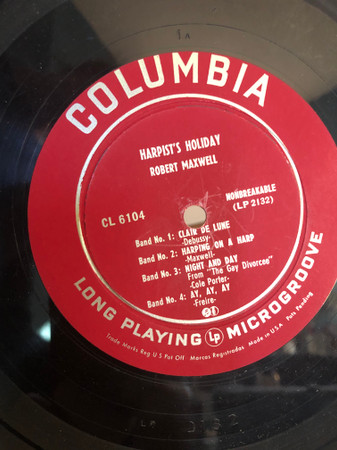 1A
COLUMBIA
HARPIST'S HOLIDAY
ROBERT MAXWELL
CL 6104
NONBREAKABLE
(LP 2132)
Band No. 1: CLAIR DE LUNE
-Debussy-
Band No. 2: HARPING ON A HARP
Band No. 3: NIGHT AND DAY
From "The Gay Divorcee"
-Cole Porter-
Band No. 4: AY, AY, AY
-Freire-
LONG PLAYING LP MICROGROOVE
Trade Marks Reg U S Pat Off Marcas Registradas Made in U.S.A Pats Pending